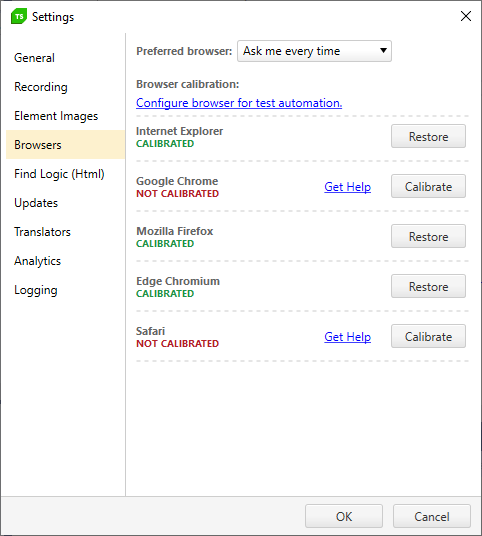 TS Settings
General
Recording
Element Images
Browsers
Find Logic (Html)
Updates
Translators
Analytics
Logging
Preferred browser: Ask me every time
Browser calibration:
Configure browser for test automation.
Internet Explorer
CALIBRATED
Restore
Google Chrome
NOT CALIBRATED
Get Help
Calibrate
Mozilla Firefox
CALIBRATED
Restore
Edge Chromium
CALIBRATED
Restore
Safari
NOT CALIBRATED
Get Help
Calibrate
OK
Cancel